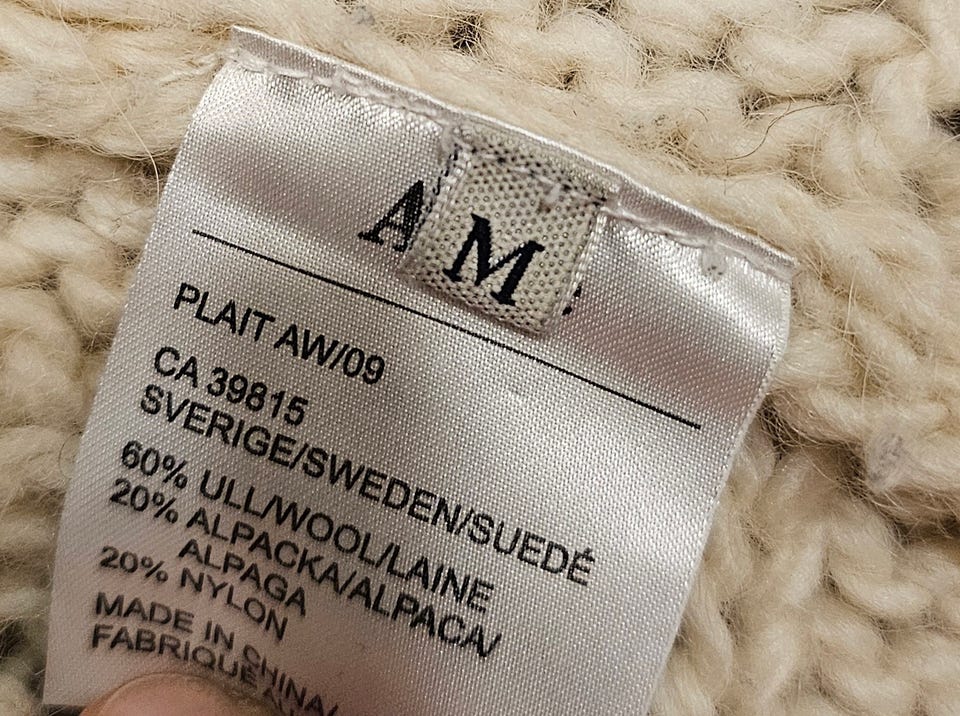 A
M
PLAIT AW/09
CA 39815
SVERIGE/SWEDEN/SUEDÉ
60% ULL/WOOL/LAINE
20% ALPACKA/ALPACA/
ALPAGA
20% NYLON
MADE IN CHINA/
FABRIQUÉ